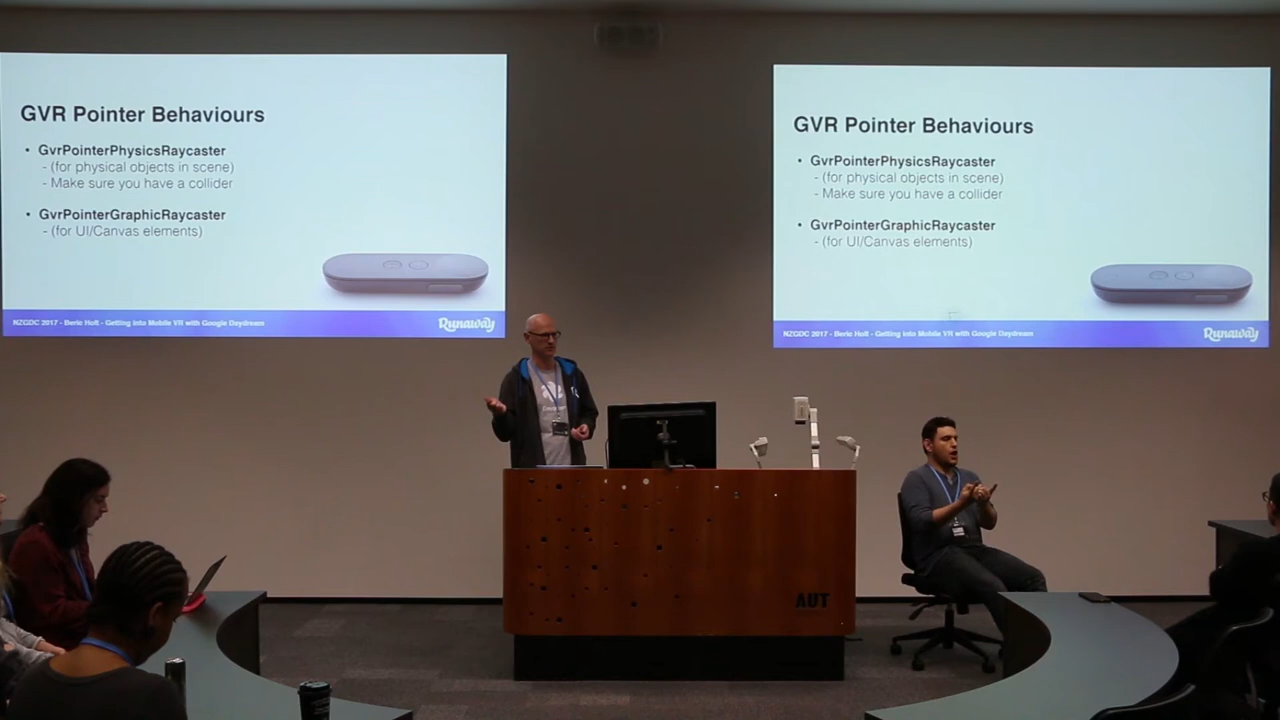 GVR Pointer Behaviours
• GvrPointerPhysicsRaycaster
- (for physical objects in scene)
- Make sure you have a collider
• GvrPointerGraphicRaycaster
- (for UI/Canvas elements)
NZGDC 2017 - Beric Holt - Getting into Mobile VR with Google Daydream
Runaway
GVR Pointer Behaviours
• GvrPointerPhysicsRaycaster
- (for physical objects in scene)
- Make sure you have a collider
• GvrPointerGraphicRaycaster
- (for UI/Canvas elements)
NZGDC 2017 - Beric Holt - Getting into Mobile VR with Google Daydream
Runaway
AUT